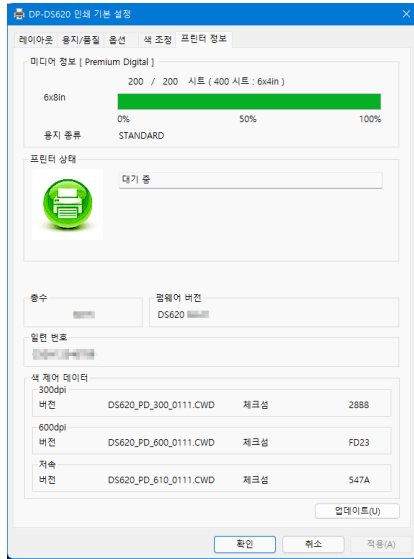 DP-DS620 인쇄 기본 설정
레이아웃 용지/품질 옵션 색 조정 프린터 정보
미디어 정보 [ Premium Digital ]
200 / 200 시트 ( 400 시트 : 6x4in )
6x8in
0% 50% 100%
용지 종류 STANDARD
프린터 상태
대기 중
총수 펌웨어 버전
DS620
일련 번호
색 제어 데이터
300dpi
버전 DS620_PD_300_0111.CWD 체크섬 28B8
600dpi
버전 DS620_PD_600_0111.CWD 체크섬 FD23
저속
버전 DS620_PD_610_0111.CWD 체크섬 547A
업데이트(U)
확인 취소 적용(A)